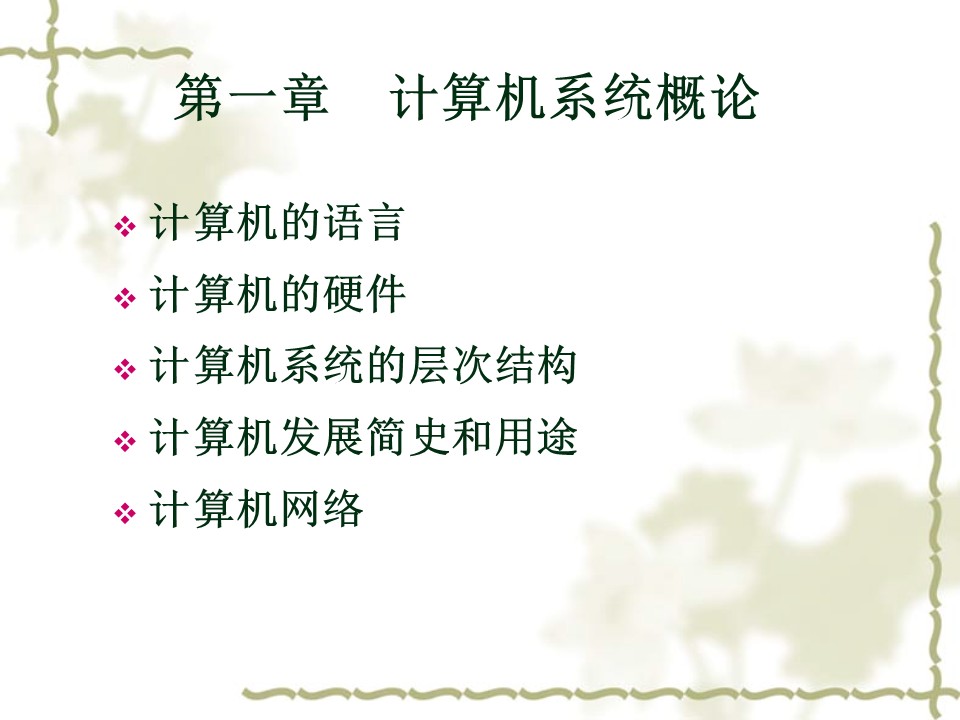 第一章　计算机系统概论
计算机的语言
计算机的硬件
计算机系统的层次结构
计算机发展简史和用途
计算机网络